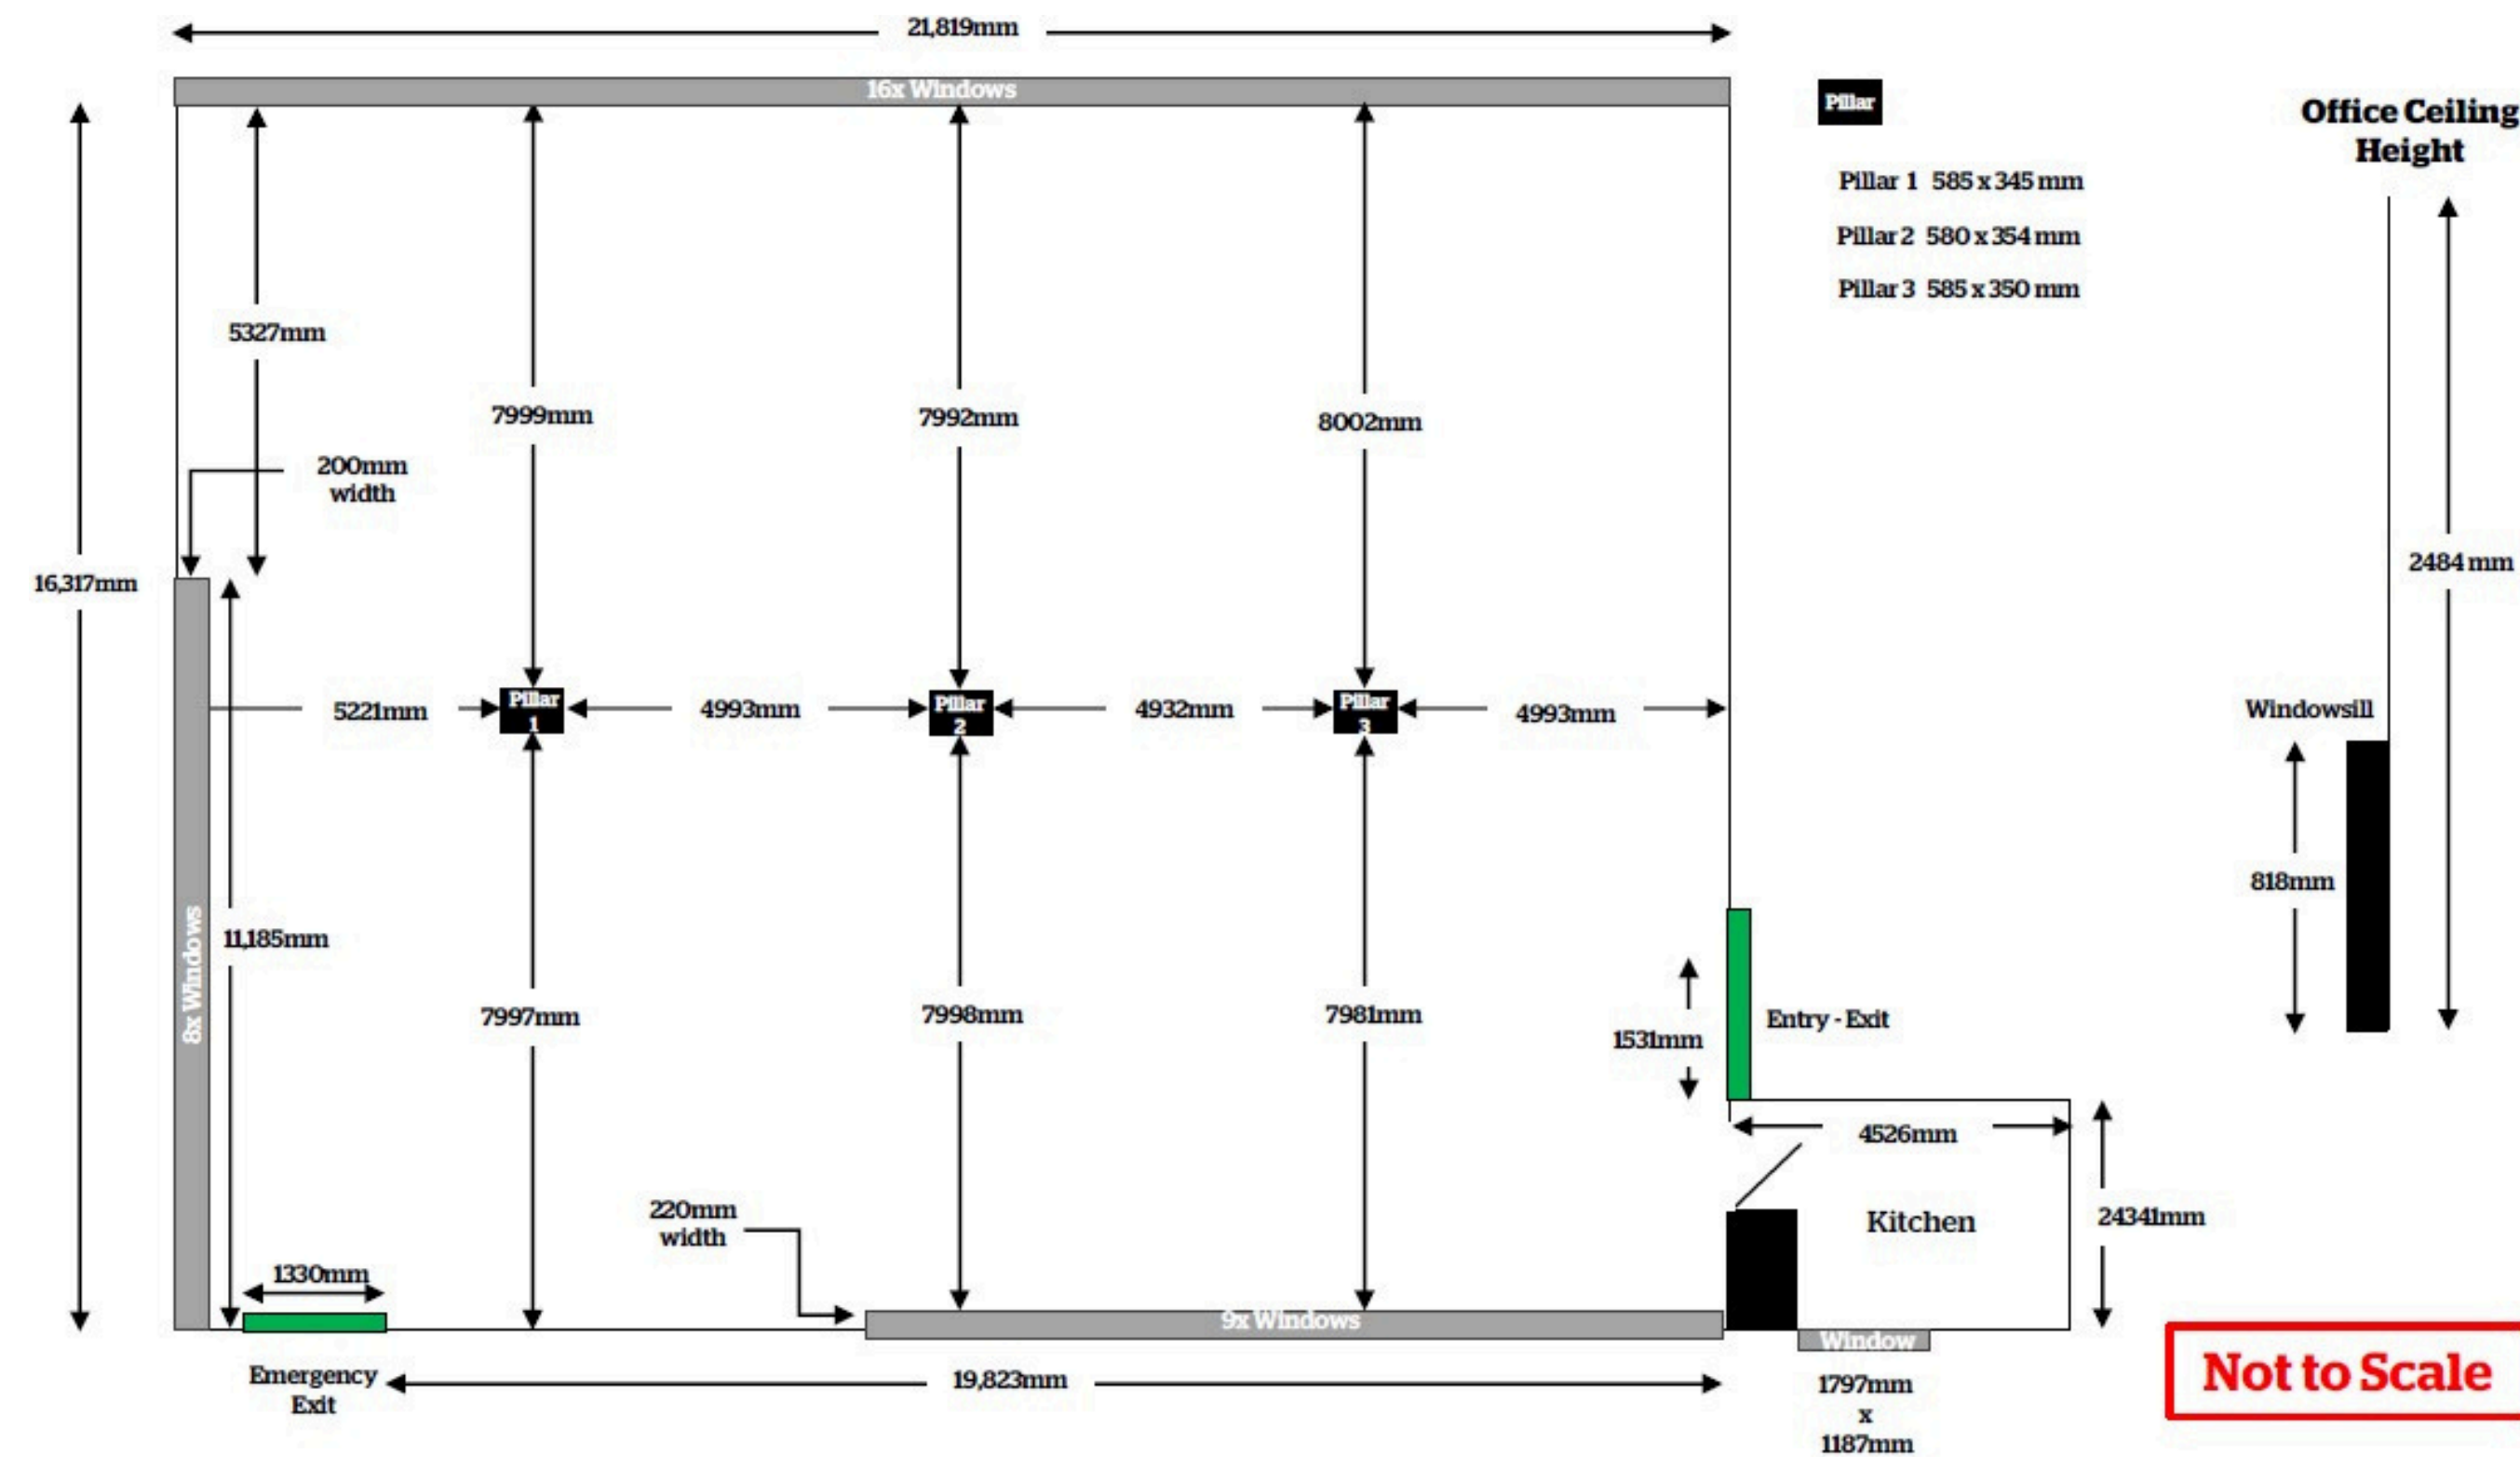 21,819mm
16x Windows
Pillar
Office Ceiling
Height
Pillar 1 585 x 345 mm
Pillar 2 580 x 354 mm
Pillar 3 585 x 350 mm
5327mm
7999mm
7992mm
8002mm
200mm
width
16,317mm
2484 mm
5221mm
Pillar
1
4993mm
Pillar
2
4932mm
Pillar
3
4993mm
Windowsill
818mm
8x Windows
11,185mm
7997mm
7998mm
7981mm
1531mm
Entry - Exit
4526mm
220mm
width
Kitchen
24341mm
1330mm
9x Windows
Window
Emergency
Exit
19,823mm
1797mm
x
1187mm
Not to Scale